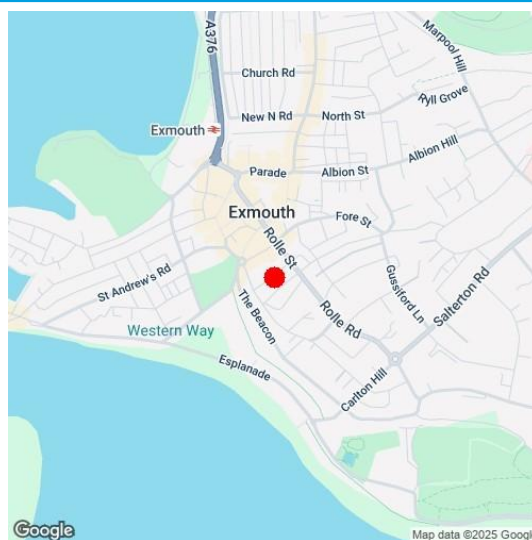 A376
Marpool Hill
Church Rd
Ryll Grove
New N Rd
North St
Exmouth
Albion Hill
Parade
Albion St
Exmouth
Fore St
Rolle St
St Andrew's Rd
Gussiford Ln
Salterton Rd
The Beacon
Rolle Rd
Western Way
Esplanade
Carlton Hill
Google
Map data ©2025 Google